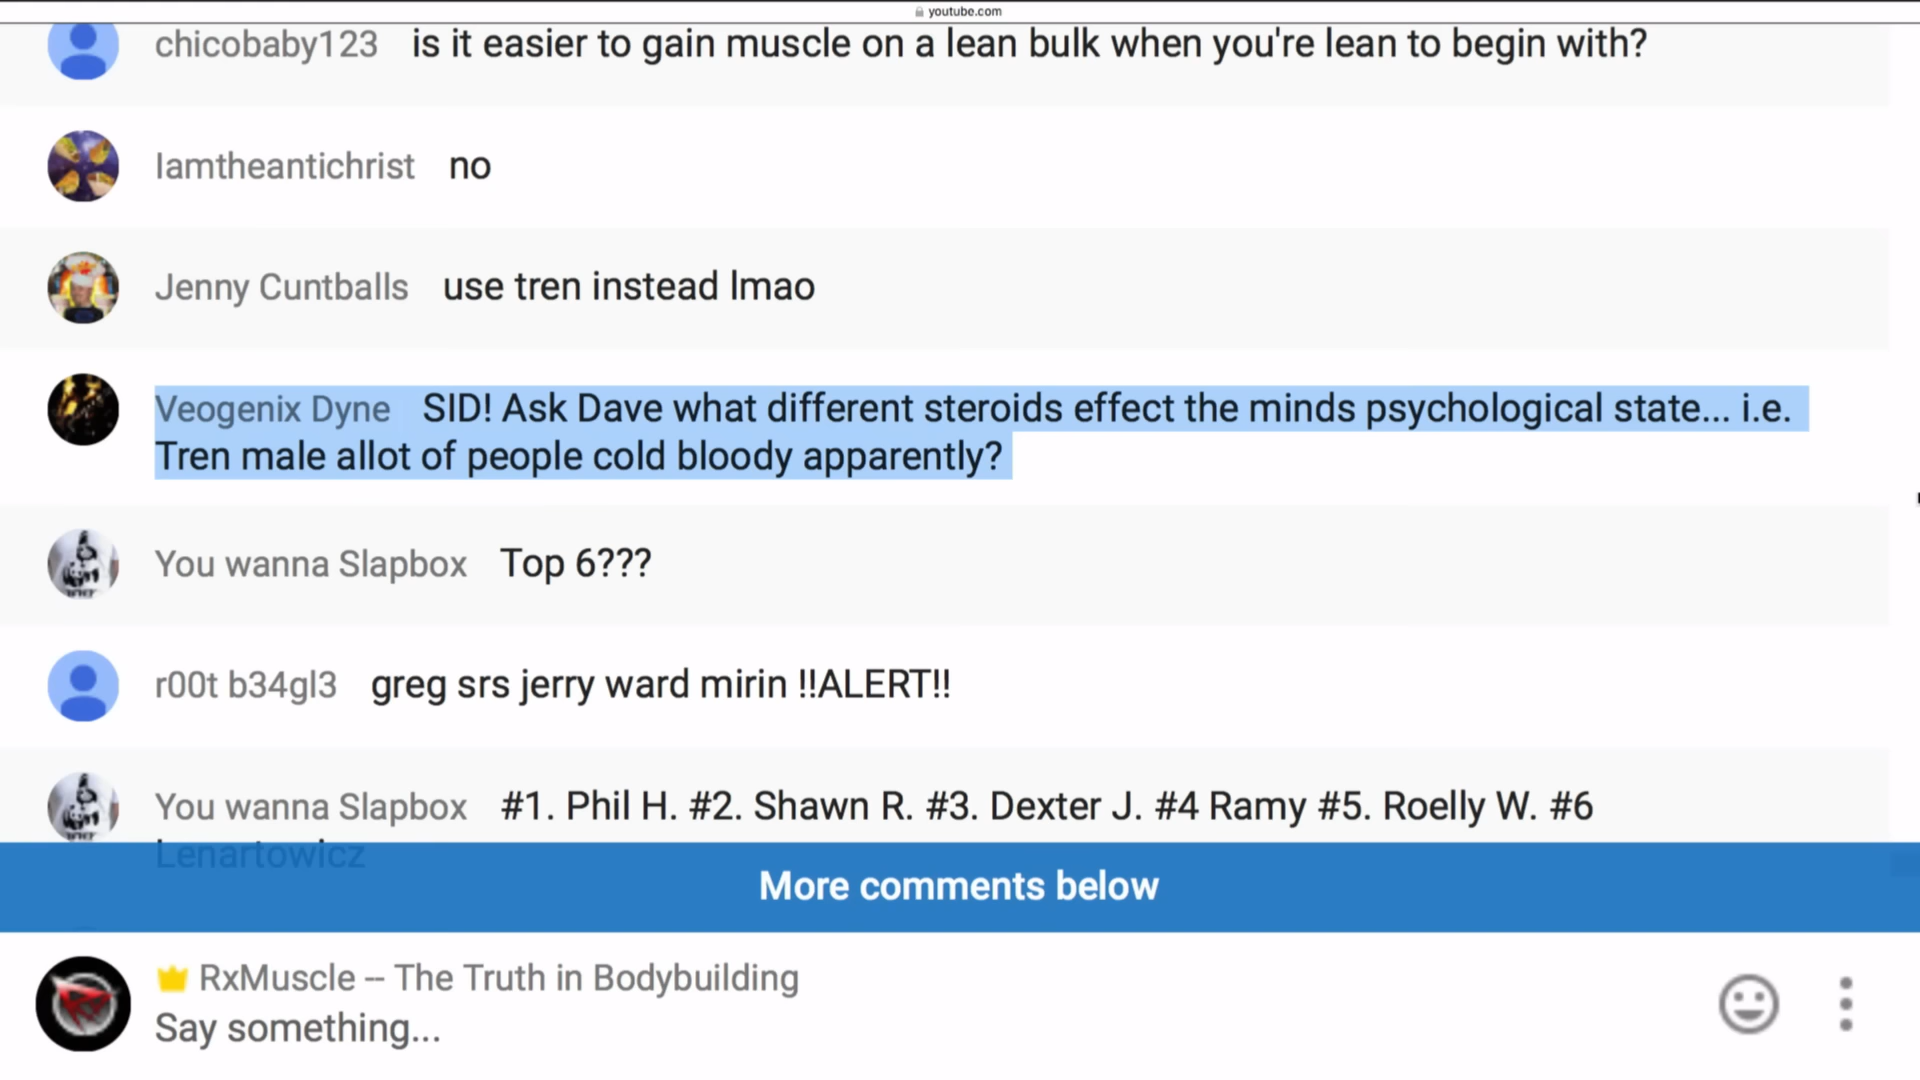 youtube.com
chicobaby123 is it easier to gain muscle on a lean bulk when you're lean to begin with?
Iamtheantichrist no
Jenny Cuntballs use tren instead lmao
Veogenix Dyne SID! Ask Dave what different steroids effect the minds psychological state... i.e.
Tren male allot of people cold bloody apparently?
You wanna Slapbox Top 6???
r00t b34gl3 greg srs jerry ward mirin !!ALERT!!
You wanna Slapbox #1. Phil H. #2. Shawn R. #3. Dexter J. #4 Ramy #5. Roelly W. #6
Lenartowicz
More comments below
RxMuscle -- The Truth in Bodybuilding
Say something...